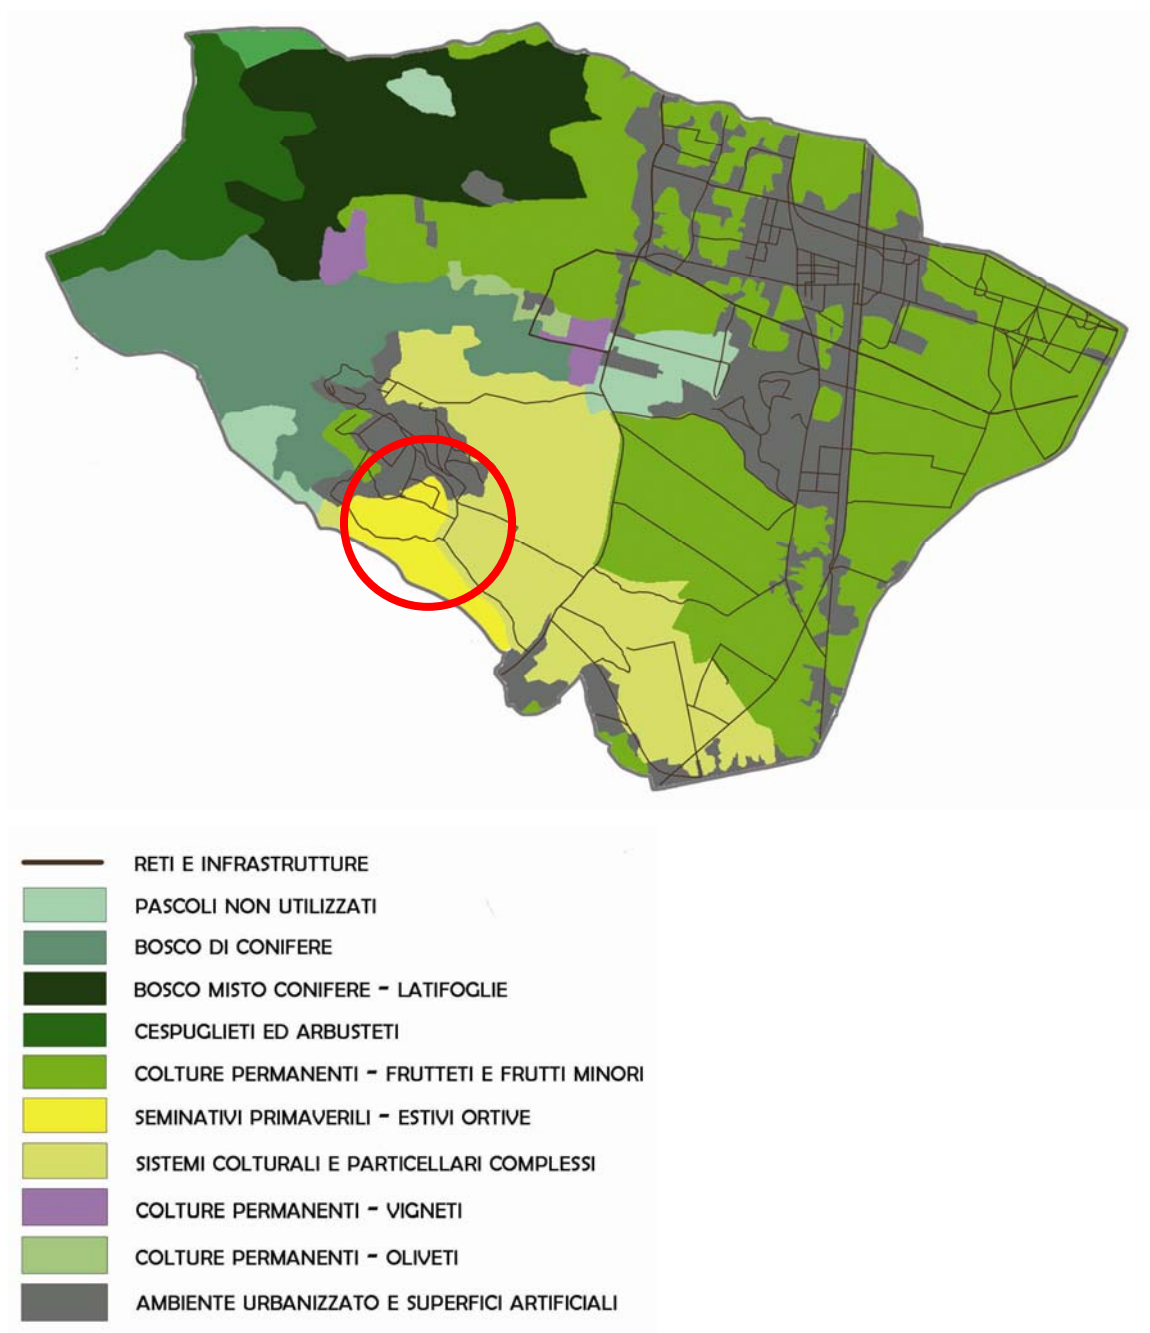 RETI E INFRASTRUTTURE
PASCOLI NON UTILIZZATI
BOSCO DI CONIFERE
BOSCO MISTO CONIFERE - LATIFOGLIE
CESPUGLIETI ED ARBUSTETI
COLTURE PERMANENTI - FRUTTETI E FRUTTI MINORI
SEMINATIVI PRIMAVERILI - ESTIVI ORTIVE
SISTEMI COLTURALI E PARTICELLARI COMPLESSI
COLTURE PERMANENTI - VIGNETI
COLTURE PERMANENTI - OLIVETI
AMBIENTE URBANIZZATO E SUPERFICI ARTIFICIALI